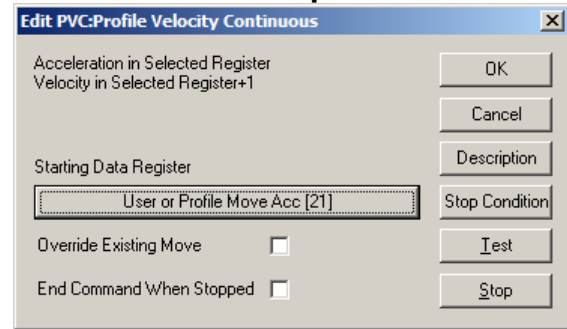 Edit PVC:Profile Velocity Continuous
Acceleration in Selected Register
Velocity in Selected Register+1
OK
Cancel
Description
Starting Data Register
User or Profile Move Acc [21]
Stop Condition
Override Existing Move
Test
End Command When Stopped
Stop